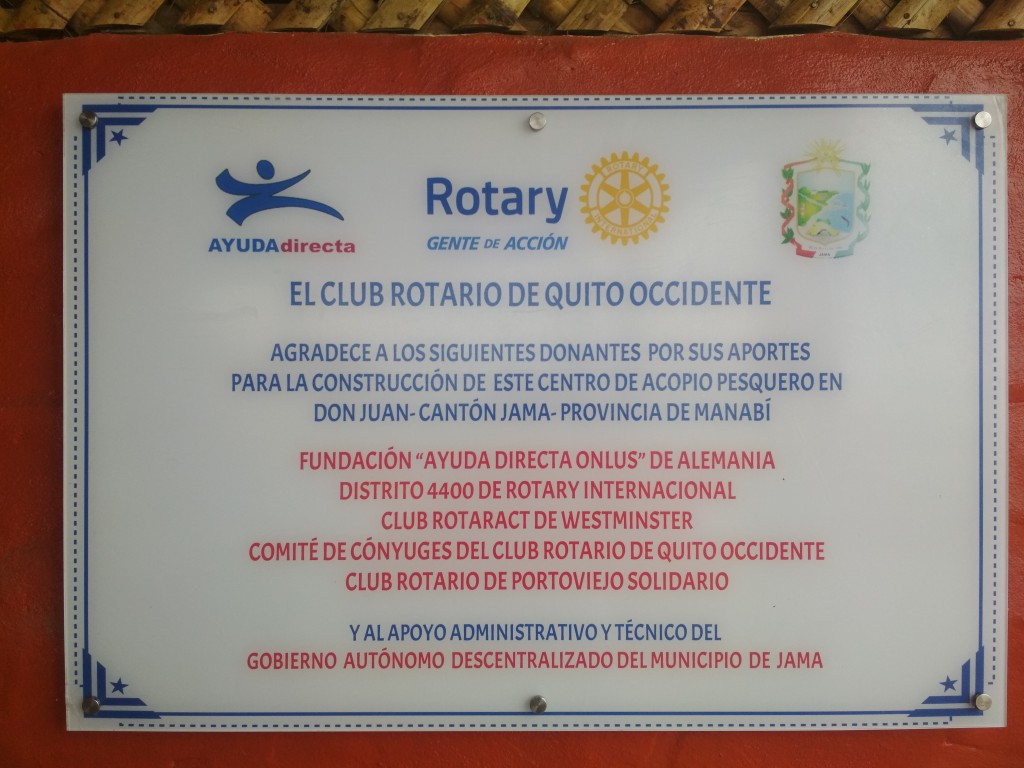 AYUDAdirecta
Rotary
GENTE DE ACCIÓN
ROTARY
INTERNATIONAL
JAMA
EL CLUB ROTARIO DE QUITO OCCIDENTE
AGRADECE A LOS SIGUIENTES DONANTES POR SUS APORTES
PARA LA CONSTRUCCIÓN DE ESTE CENTRO DE ACOPIO PESQUERO EN
DON JUAN- CANTÓN JAMA- PROVINCIA DE MANABÍ
FUNDACIÓN “AYUDA DIRECTA ONLUS” DE ALEMANIA
DISTRITO 4400 DE ROTARY INTERNACIONAL
CLUB ROTARACT DE WESTMINSTER
COMITÉ DE CÓNYUGES DEL CLUB ROTARIO DE QUITO OCCIDENTE
CLUB ROTARIO DE PORTOVIEJO SOLIDARIO
Y AL APOYO ADMINISTRATIVO Y TÉCNICO DEL
GOBIERNO AUTÓNOMO DESCENTRALIZADO DEL MUNICIPIO DE JAMA